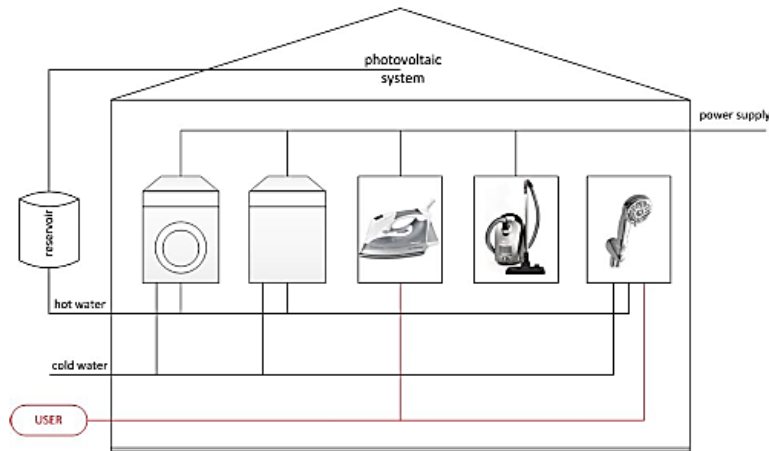 photovoltaic
system
power supply
reservoir
hot water
cold water
USER